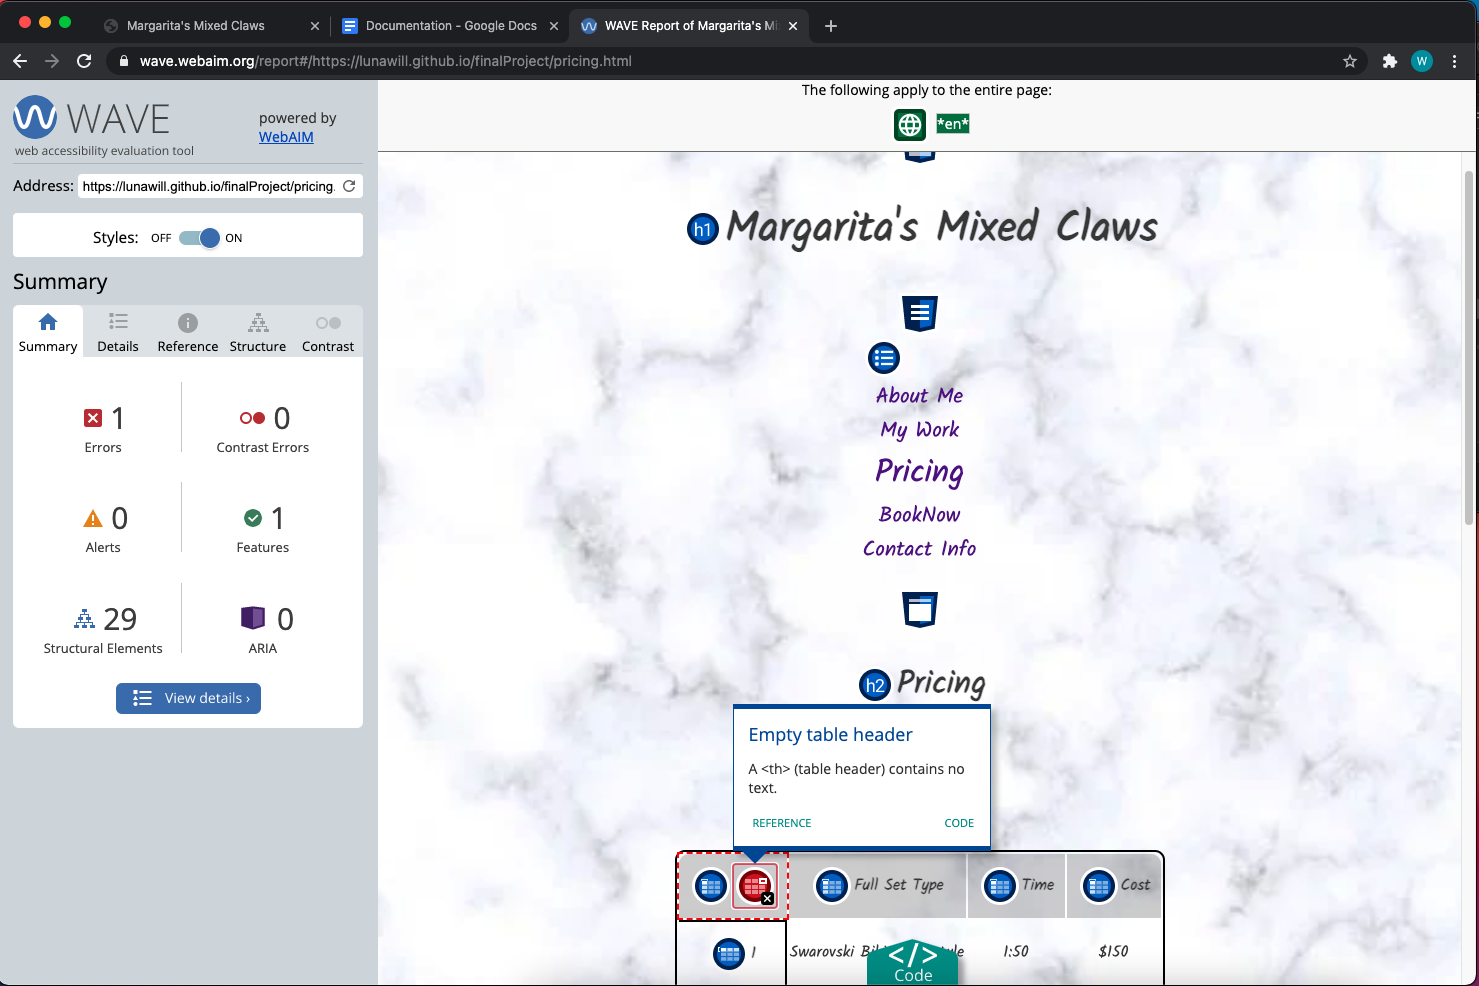 Margarita's Mixed Claws
Documentation - Google Docs
WAVE Report of Margarita's Mi
wave.webaim.org/report#/https://lunawill.github.io/finalProject/pricing.html
W
WAVE
web accessibility evaluation tool
powered by
WebAIM
Address: https://lunawill.github.io/finalProject/pricing.
Styles: OFF ON
Summary
Summary Details Reference Structure Contrast
1 Errors
0 Contrast Errors
0 Alerts
1 Features
29 Structural Elements
0 ARIA
View details ›
The following apply to the entire page:
*en*
h1 Margarita's Mixed Claws
About Me
My Work
Pricing
BookNow
Contact Info
h2 Pricing
Empty table header
A <th> (table header) contains no
text.
REFERENCE CODE
Full Set Type Time Cost
1 Swarovski 1:50 $150
</>
Code